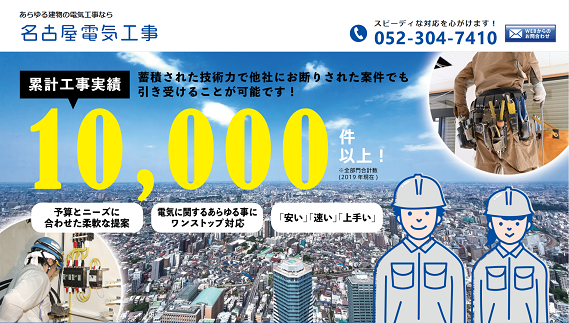 あらゆる建物の電気工事なら
名古屋電気工事
スピーディな対応を心がけます！
052-304-7410
WEBからの
お問合わせ
累計工事実績
蓄積された技術力で他社にお断りされた案件でも
引き受けることが可能です！
10,000
件
以上！
※全部門合計数
(2019年現在)
予算とニーズに
合わせた柔軟な提案
電気に関するあらゆる事に
ワンストップ対応
「安い」「速い」「上手い」